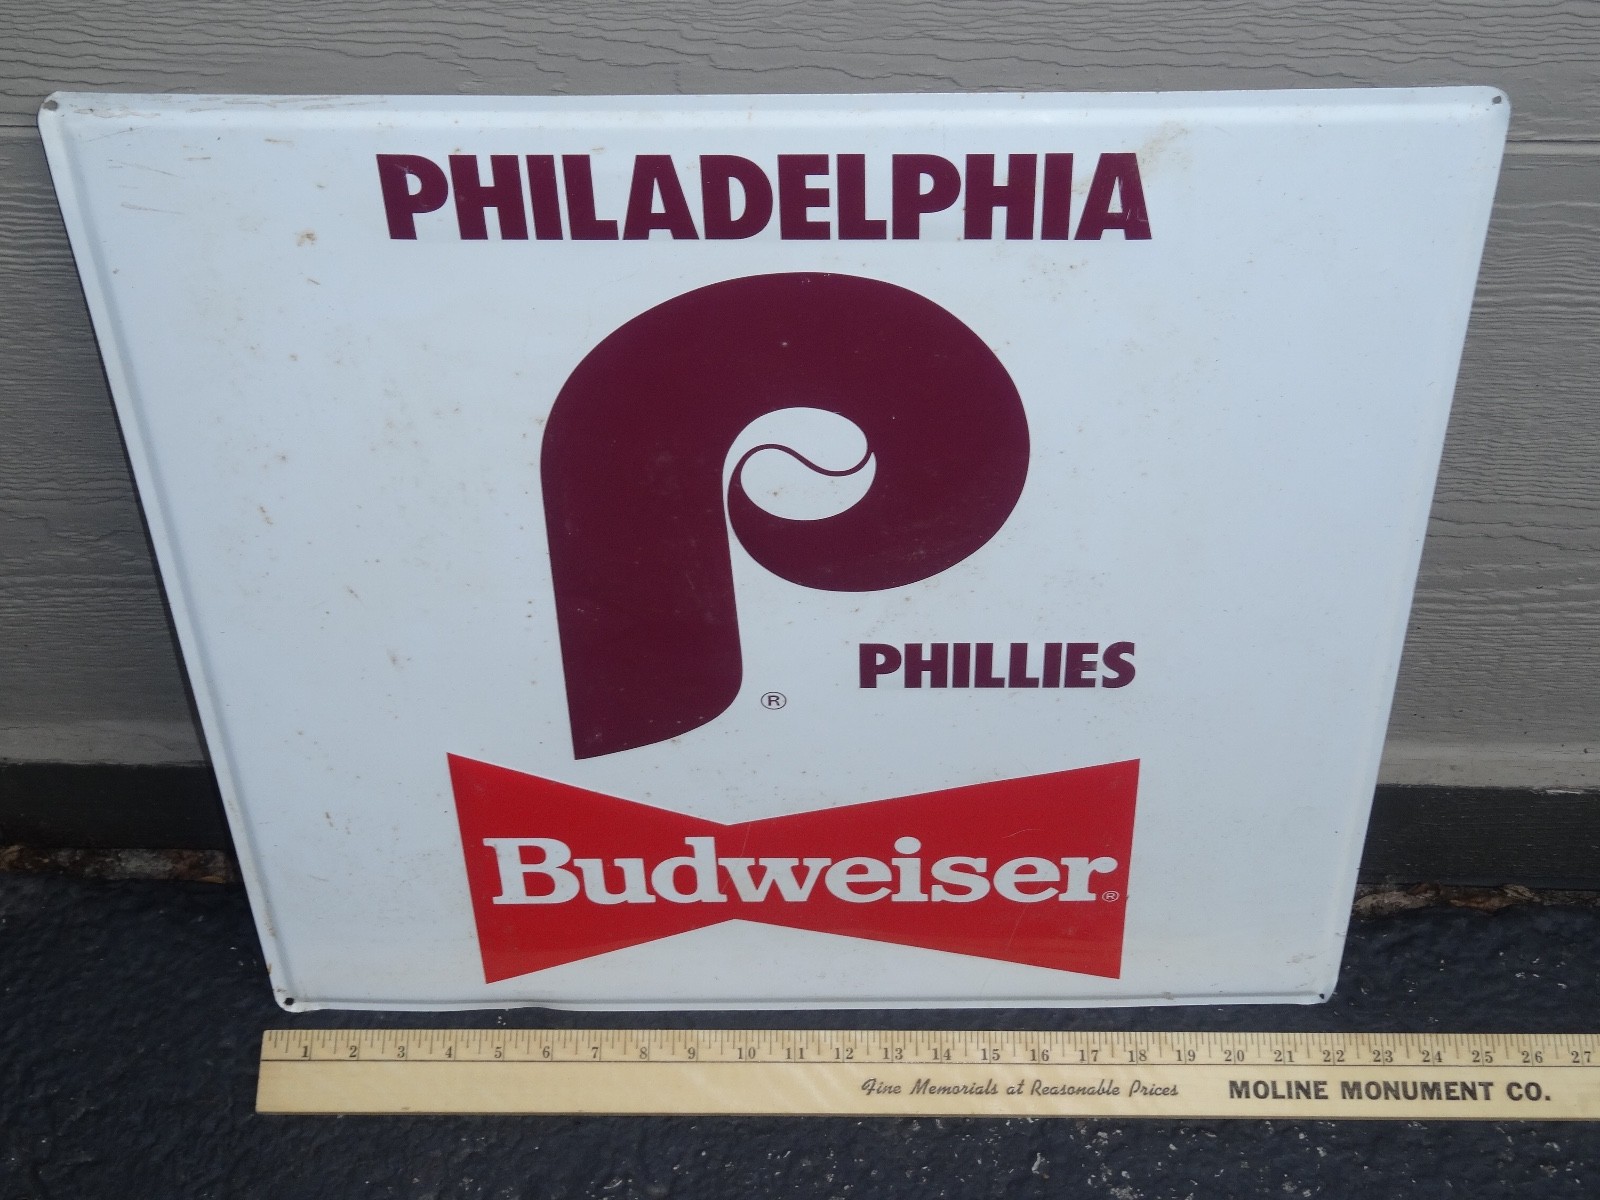 PHILADELPHIA
P
PHILLIES
®
Budweiser®
1 2 3 4 5 6 7 8 9 10 11 12 13 14 15 16 17 18 19 20 21 22 23 24 25 26 27
Fine Memorials at Reasonable Prices MOLINE MONUMENT CO.